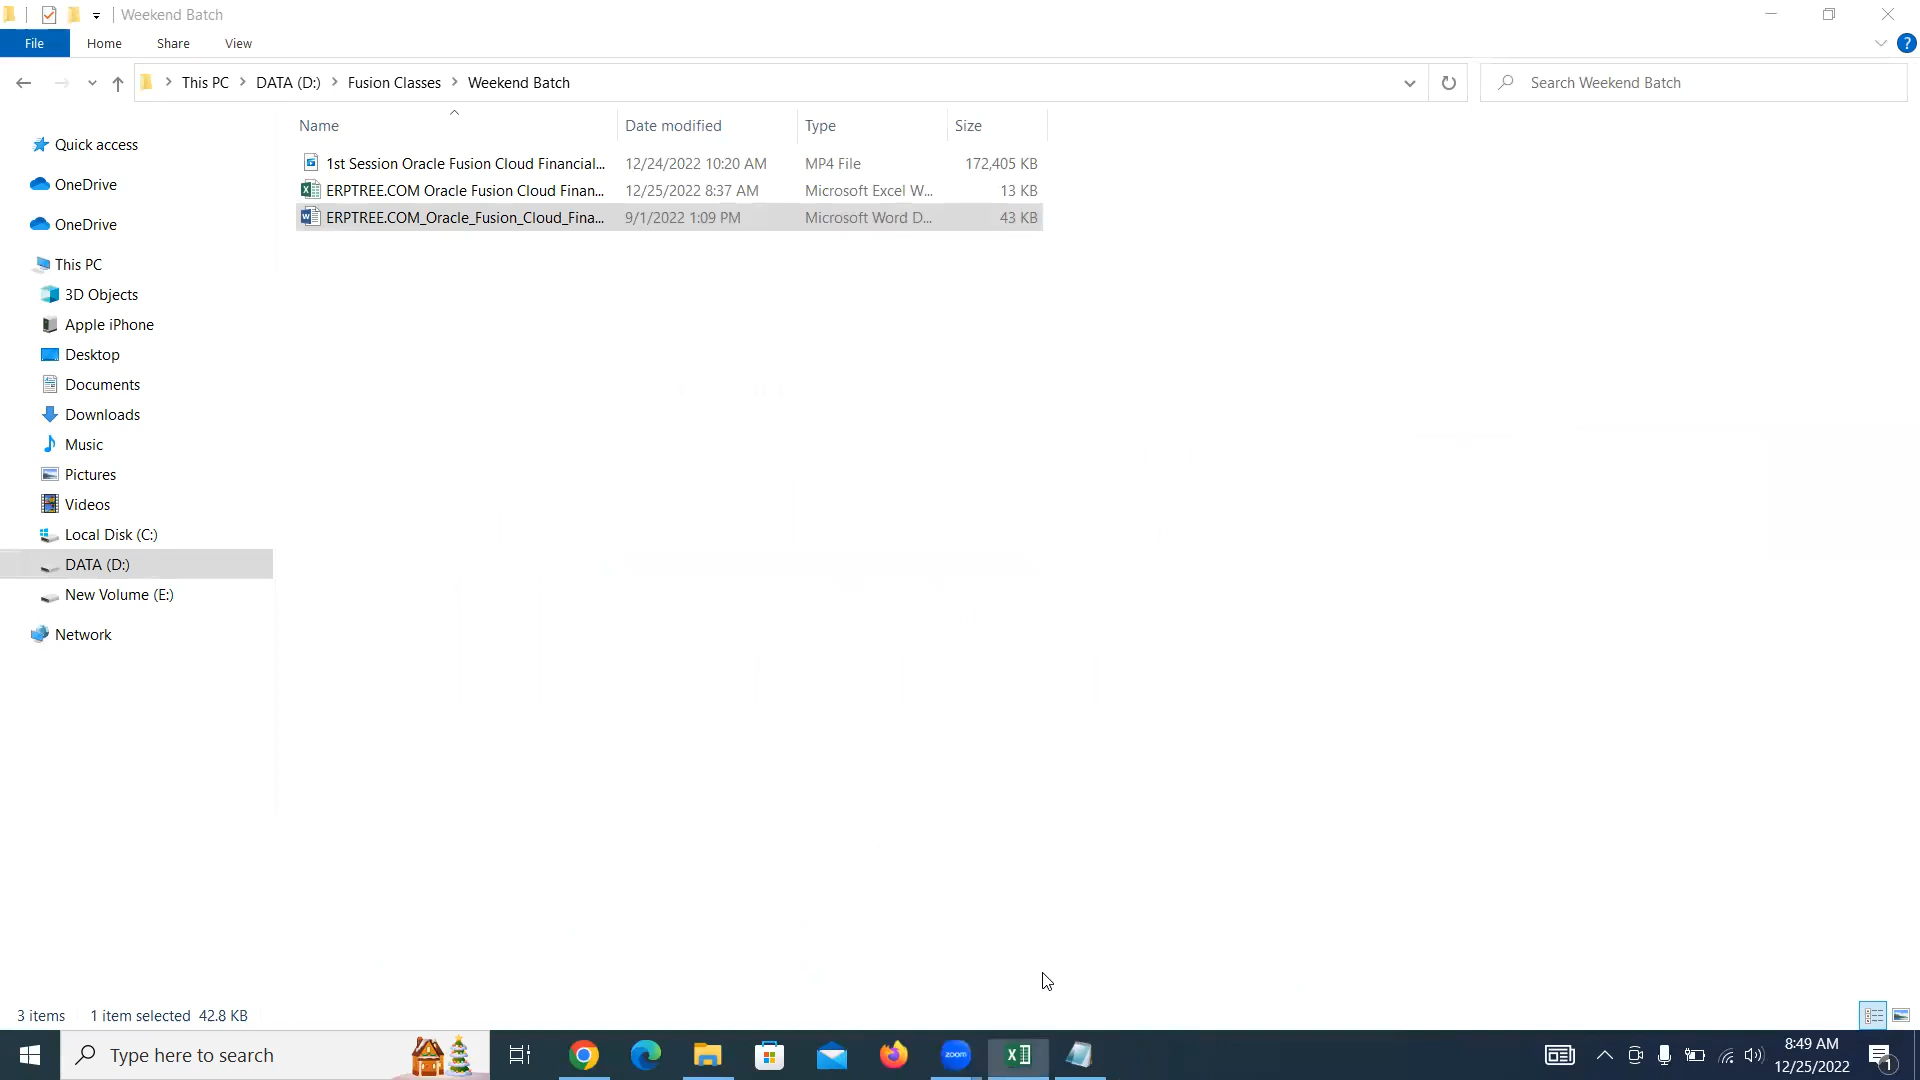 Weekend Batch
File Home Share View
This PC DATA (D:) Fusion Classes Weekend Batch
Search Weekend Batch
Name Date modified Type Size
1st Session Oracle Fusion Cloud Financial... 12/24/2022 10:20 AM MP4 File 172,405 KB
ERPTREE.COM Oracle Fusion Cloud Finan... 12/25/2022 8:37 AM Microsoft Excel W... 13 KB
ERPTREE.COM_Oracle_Fusion_Cloud_Fina... 9/1/2022 1:09 PM Microsoft Word D... 43 KB
Quick access
OneDrive
OneDrive
This PC
3D Objects
Apple iPhone
Desktop
Documents
Downloads
Music
Pictures
Videos
Local Disk (C:)
DATA (D:)
New Volume (E:)
Network
3 items 1 item selected 42.8 KB
Type here to search
zoom
8:49 AM
12/25/2022
1